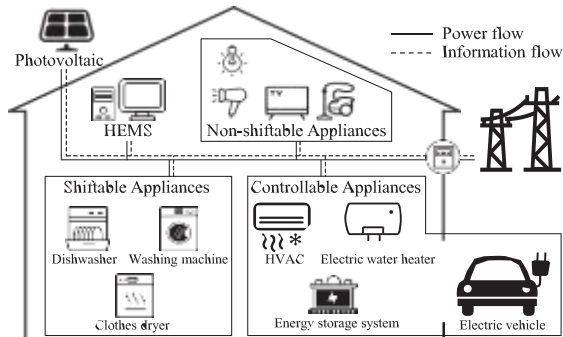 Power flow
Information flow
Photovoltaic
TV
HEMS
Non-shiftable Appliances
Shiftable Appliances
Controllable Appliances
Dishwasher
Washing machine
HVAC
Electric water heater
Clothes dryer
Energy storage system
Electric vehicle